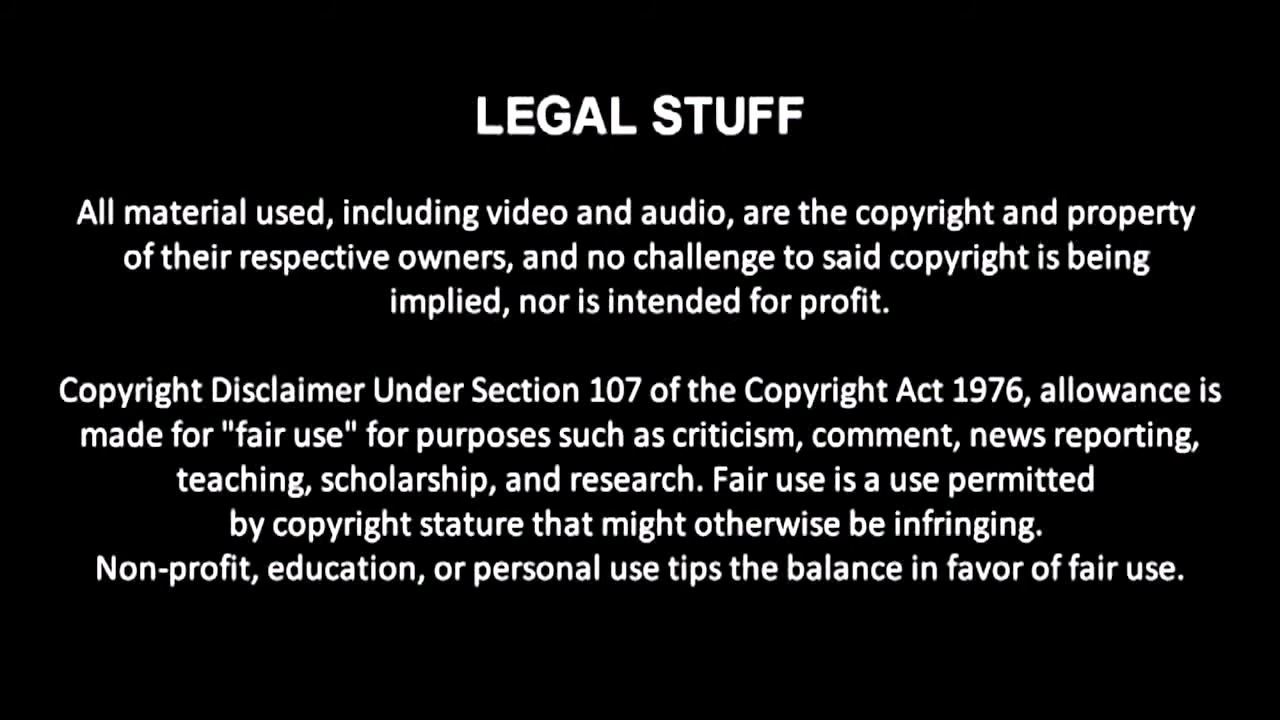 LEGAL STUFF
All material used, including video and audio, are the copyright and property
of their respective owners, and no challenge to said copyright is being
implied, nor is intended for profit.
Copyright Disclaimer Under Section 107 of the Copyright Act 1976, allowance is
made for "fair use" for purposes such as criticism, comment, news reporting,
teaching, scholarship, and research. Fair use is a use permitted
by copyright stature that might otherwise be infringing.
Non-profit, education, or personal use tips the balance in favor of fair use.